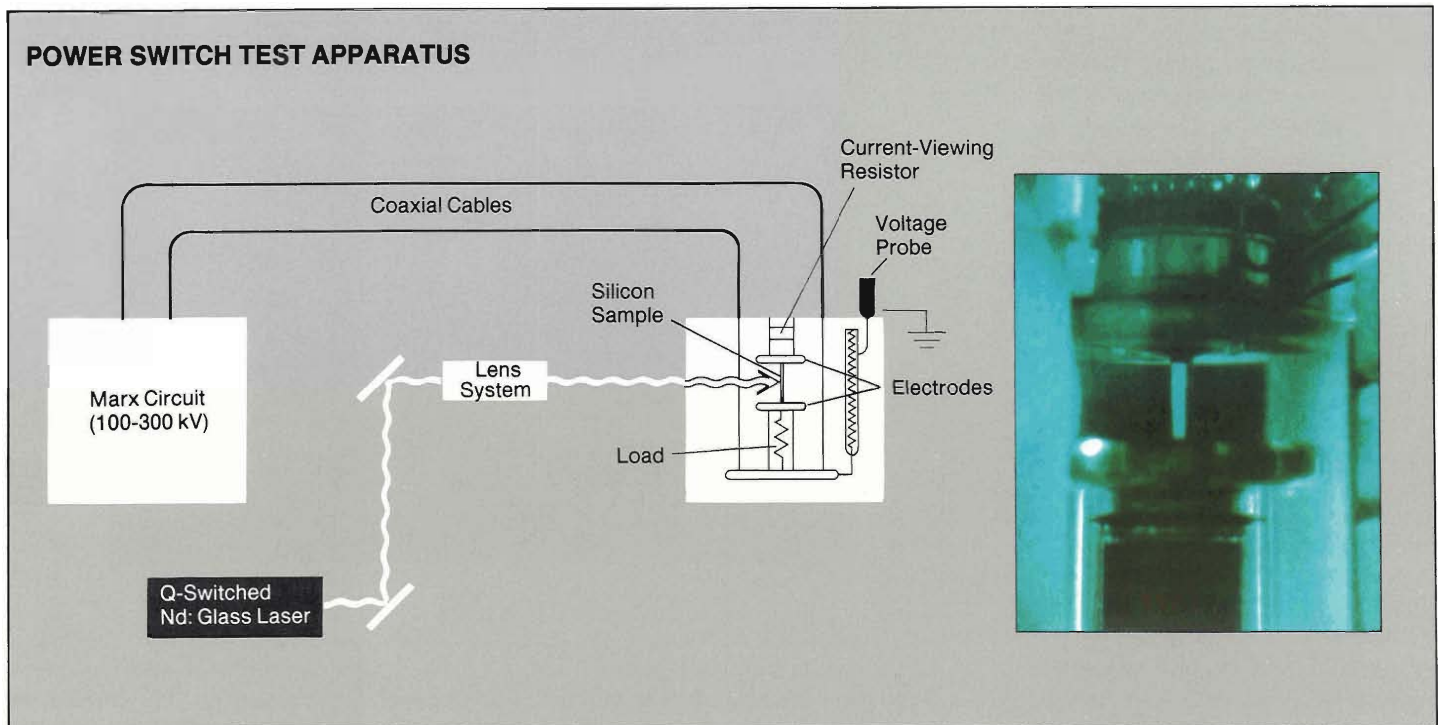 POWER SWITCH TEST APPARATUS
Current-Viewing
Resistor
Coaxial Cables
Voltage
Probe
Silicon
Sample
Lens
System
Electrodes
Marx Circuit
(100-300 kV)
Load
Q-Switched
Nd: Glass Laser